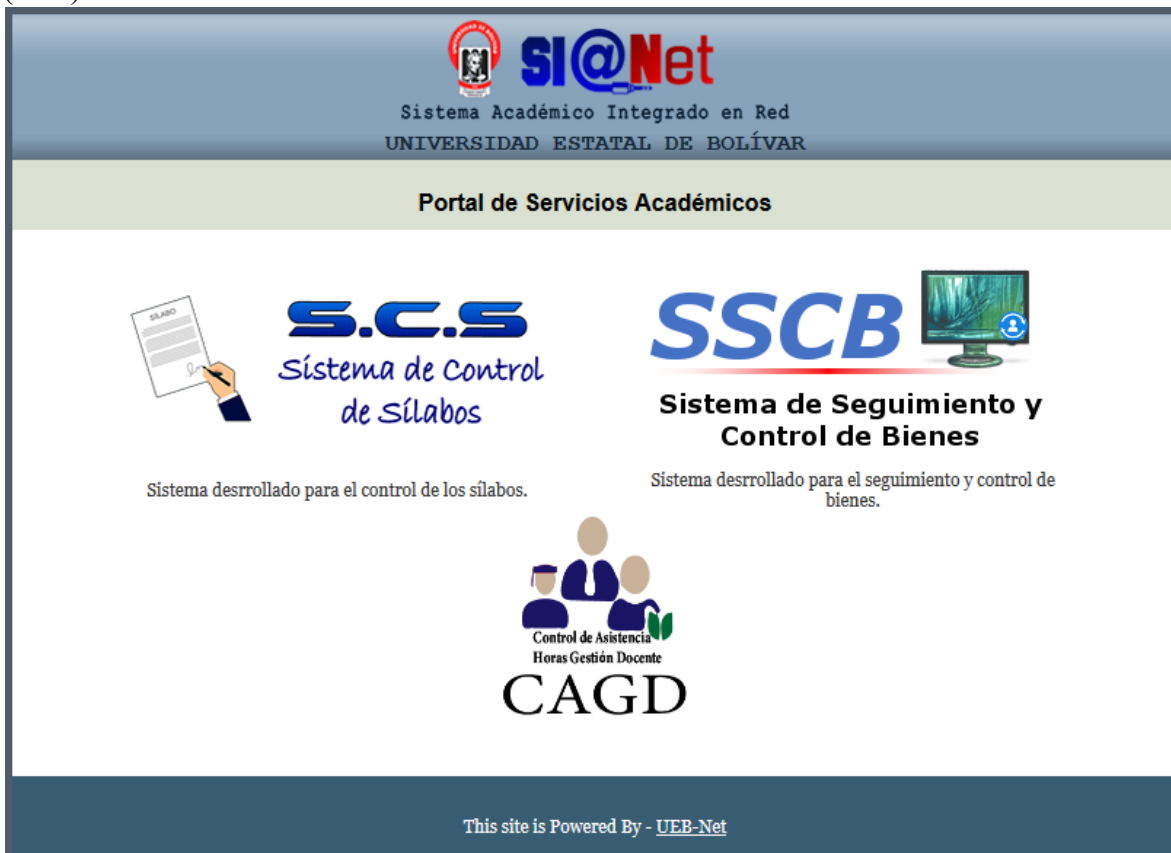 SI@Net
Sistema Académico Integrado en Red
UNIVERSIDAD ESTATAL DE BOLÍVAR
Portal de Servicios Académicos
SÍLABO
S.C.S
Sistema de Control
de Sílabos
Sistema desrrollado para el control de los sílabos.
SSCB
Sistema de Seguimiento y
Control de Bienes
Sistema desrrollado para el seguimiento y control de
bienes.
Control de Asistencia
Horas Gestión Docente
CAGD
This site is Powered By - UEB-Net